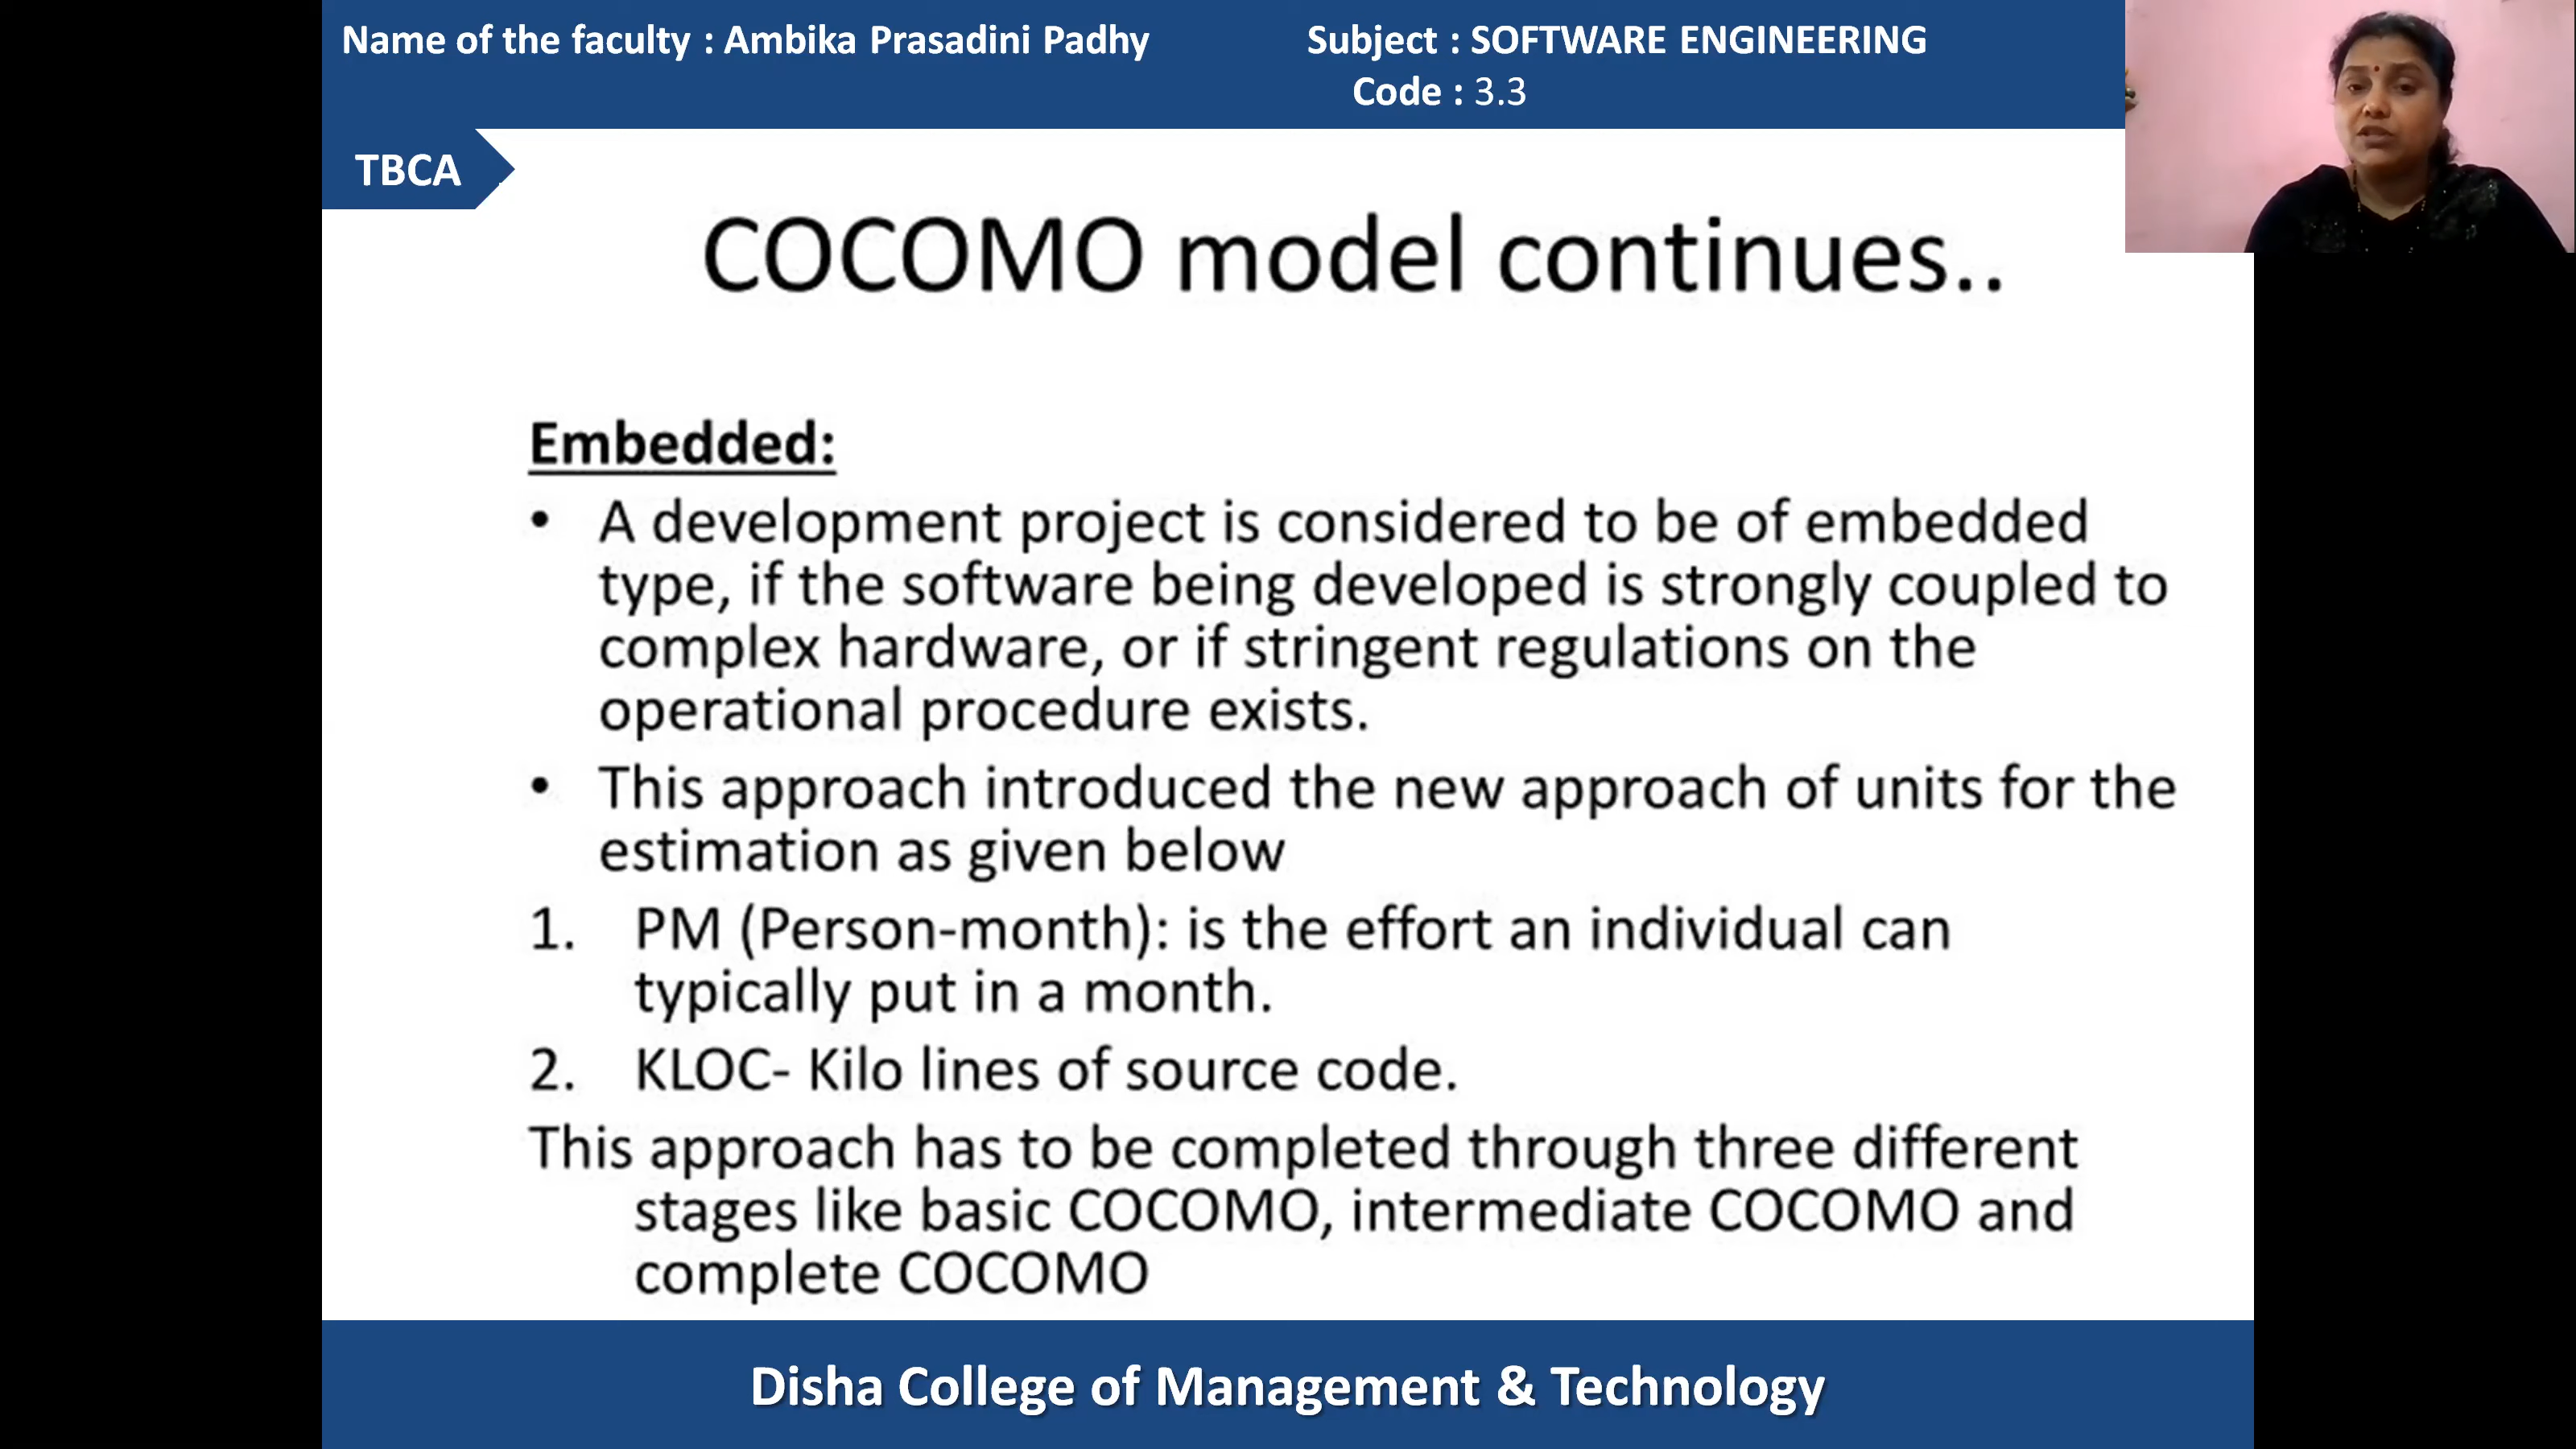 Name of the faculty : Ambika Prasadini Padhy
Subject : SOFTWARE ENGINEERING
Code : 3.3
TBCA
COCOMO model continues..
Embedded:
• A development project is considered to be of embedded
type, if the software being developed is strongly coupled to
complex hardware, or if stringent regulations on the
operational procedure exists.
• This approach introduced the new approach of units for the
estimation as given below
1. PM (Person-month): is the effort an individual can
typically put in a month.
2. KLOC- Kilo lines of source code.
This approach has to be completed through three different
stages like basic COCOMO, intermediate COCOMO and
complete COCOMO
Disha College of Management & Technology